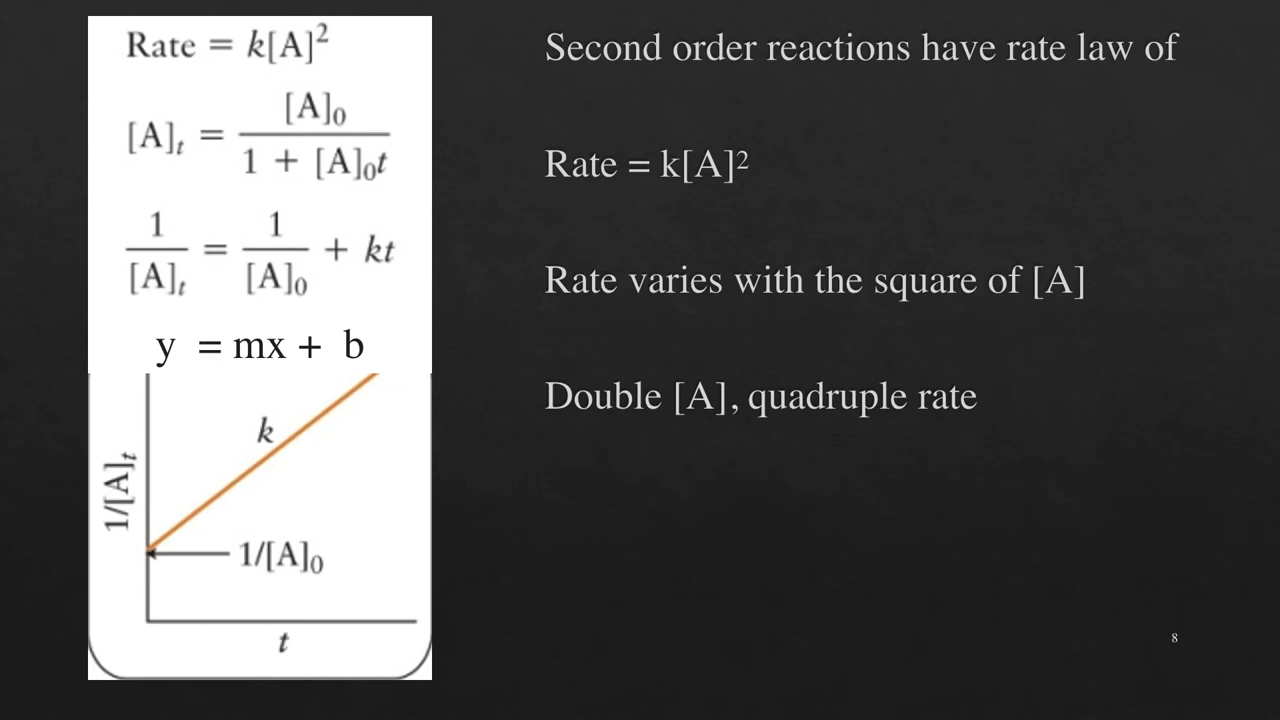 Rate = k[A]²
[A]ₜ = [A]₀ / 1 + [A]₀t
1/[A]ₜ = 1/[A]₀ + kt
y = mx + b
k
1/[A]ₜ
1/[A]₀
t
Second order reactions have rate law of
Rate = k[A]²
Rate varies with the square of [A]
Double [A], quadruple rate
8